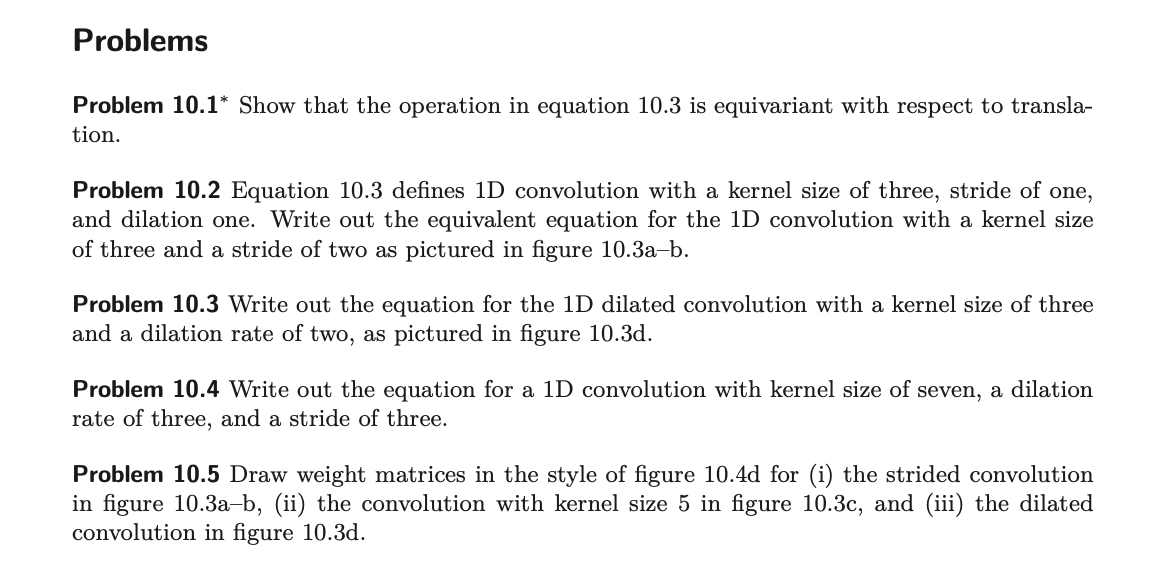 Problems
Problem 10.1* Show that the operation in equation 10.3 is equivariant with respect to transla-
tion.
Problem 10.2 Equation 10.3 defines 1D convolution with a kernel size of three, stride of one,
and dilation one. Write out the equivalent equation for the 1D convolution with a kernel size
of three and a stride of two as pictured in figure 10.3a–b.
Problem 10.3 Write out the equation for the 1D dilated convolution with a kernel size of three
and a dilation rate of two, as pictured in figure 10.3d.
Problem 10.4 Write out the equation for a 1D convolution with kernel size of seven, a dilation
rate of three, and a stride of three.
Problem 10.5 Draw weight matrices in the style of figure 10.4d for (i) the strided convolution
in figure 10.3a–b, (ii) the convolution with kernel size 5 in figure 10.3c, and (iii) the dilated
convolution in figure 10.3d.